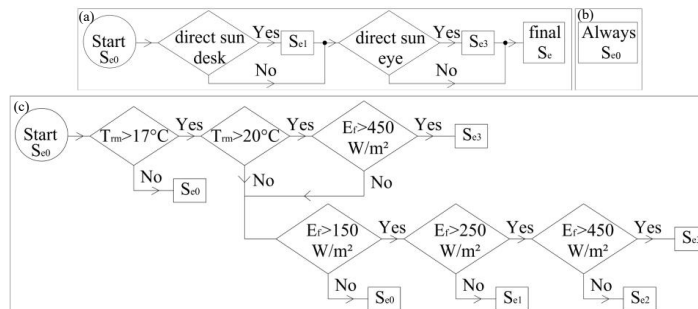 (a)
Start
Se0
direct sun
desk
Yes
Se1
No
direct sun
eye
Yes
Se3
No
final
Se
(b)
Always
Se0
(c)
Start
Se0
Trm>17°C
Yes
No
Se0
Trm>20°C
Yes
No
Ef>450
W/m²
Yes
Se3
No
Ef>150
W/m²
Yes
No
Se0
Ef>250
W/m²
Yes
No
Se1
Ef>450
W/m²
Yes
No
Se2